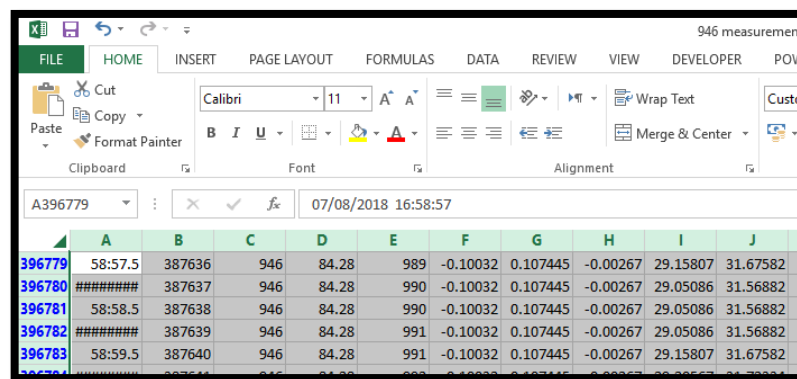 946 measuremen
FILE HOME INSERT PAGE LAYOUT FORMULAS DATA REVIEW VIEW DEVELOPER POV
Cut
Copy
Format Painter
Paste
Calibri 11 A A
B I U A
Wrap Text
Merge & Center
Custo
Clipboard Font Alignment
A396779 fx 07/08/2018 16:58:57
A B C D E F G H I J
396779 58:57.5 387636 946 84.28 989 -0.10032 0.107445 -0.00267 29.15807 31.67582
396780 ######## 387637 946 84.28 990 -0.10032 0.107445 -0.00267 29.05086 31.56882
396781 58:58.5 387638 946 84.28 990 -0.10032 0.107445 -0.00267 29.05086 31.56882
396782 ######## 387639 946 84.28 991 -0.10032 0.107445 -0.00267 29.05086 31.56882
396783 58:59.5 387640 946 84.28 991 -0.10032 0.107445 -0.00267 29.15807 31.67582